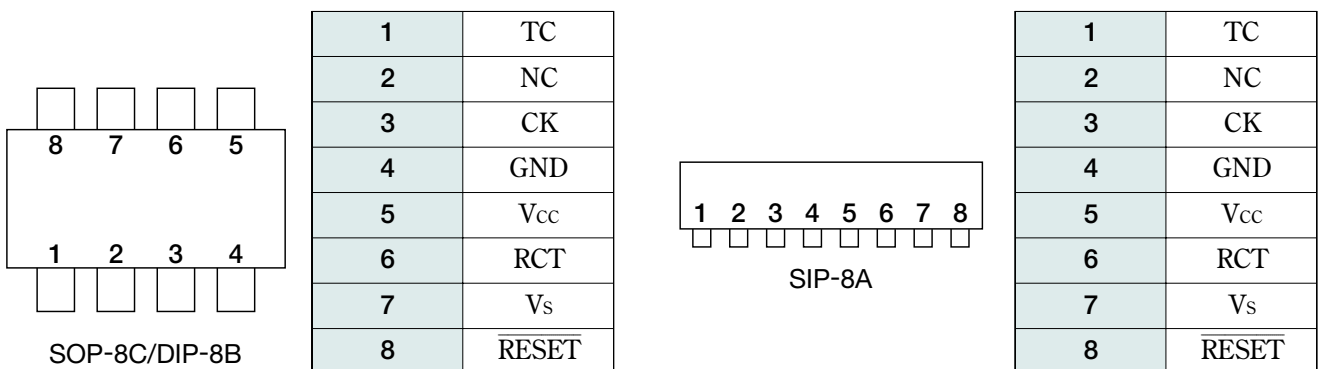 8 7 6 5
1 2 3 4
SOP-8C/DIP-8B
1 TC
2 NC
3 CK
4 GND
5 Vcc
6 RCT
7 Vs
8 R̅E̅S̅E̅T̅
1 2 3 4 5 6 7 8
SIP-8A
1 TC
2 NC
3 CK
4 GND
5 Vcc
6 RCT
7 Vs
8 R̅E̅S̅E̅T̅